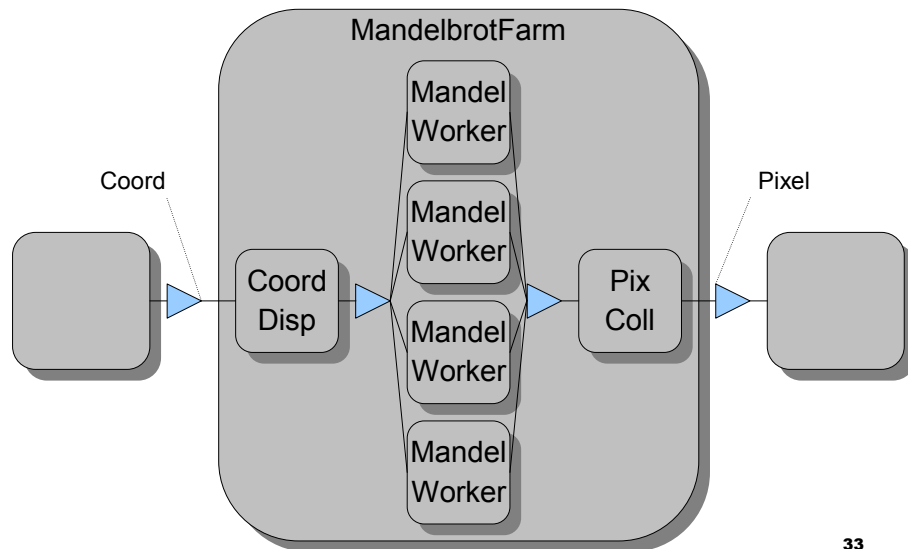 MandelbrotFarm
Mandel
Worker
Coord
Pixel
Mandel
Worker
Coord
Disp
Pix
Coll
Mandel
Worker
Mandel
Worker
33